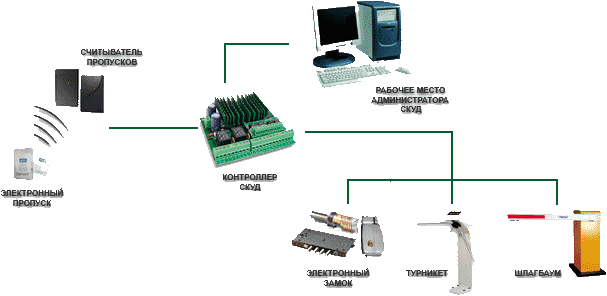 СЧИТЫВАТЕЛЬ
ПРОПУСКОВ
РАБОЧЕЕ МЕСТО
АДМИНИСТРАТОРА
СКУД
ЭЛЕКТРОННЫЙ
ПРОПУСК
КОНТРОЛЛЕР
СКУД
ЭЛЕКТРОННЫЙ
ЗАМОК
ТУРНИКЕТ
ШЛАГБАУМ